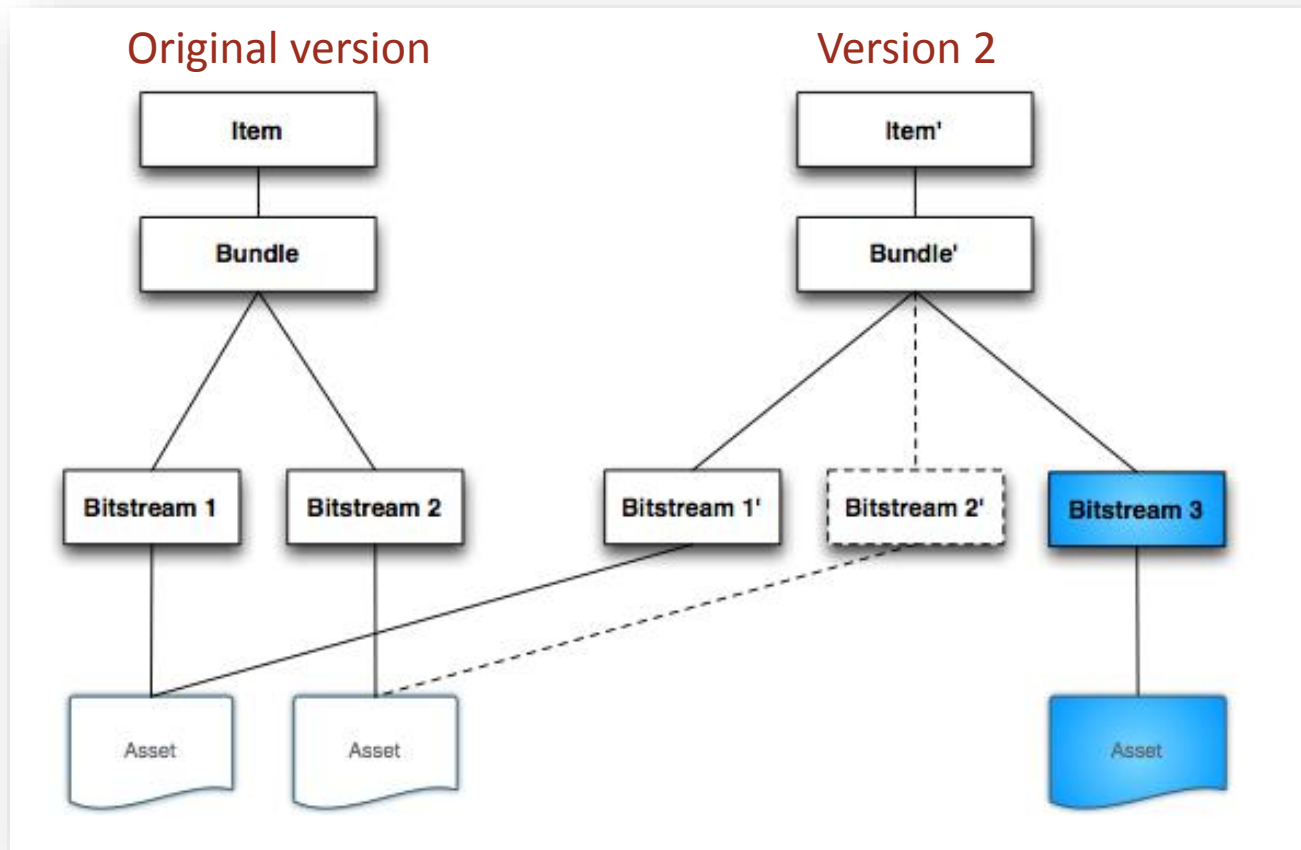 Original version
Version 2
Item
Item'
Bundle
Bundle'
Bitstream 1
Bitstream 2
Bitstream 1'
Bitstream 2'
Bitstream 3
Asset
Asset
Asset